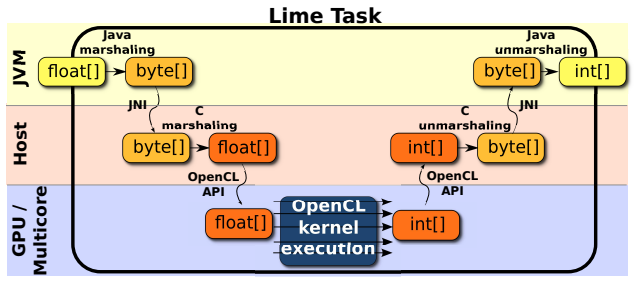 Lime Task
JVM
Java
marshaling
float[]
byte[]
Java
unmarshaling
byte[]
int[]
JNI
JNI
Host
C
marshaling
byte[]
float[]
C
unmarshaling
int[]
byte[]
OpenCL
API
OpenCL
API
GPU /
Multicore
float[]
OpenCL
kernel
execution
int[]